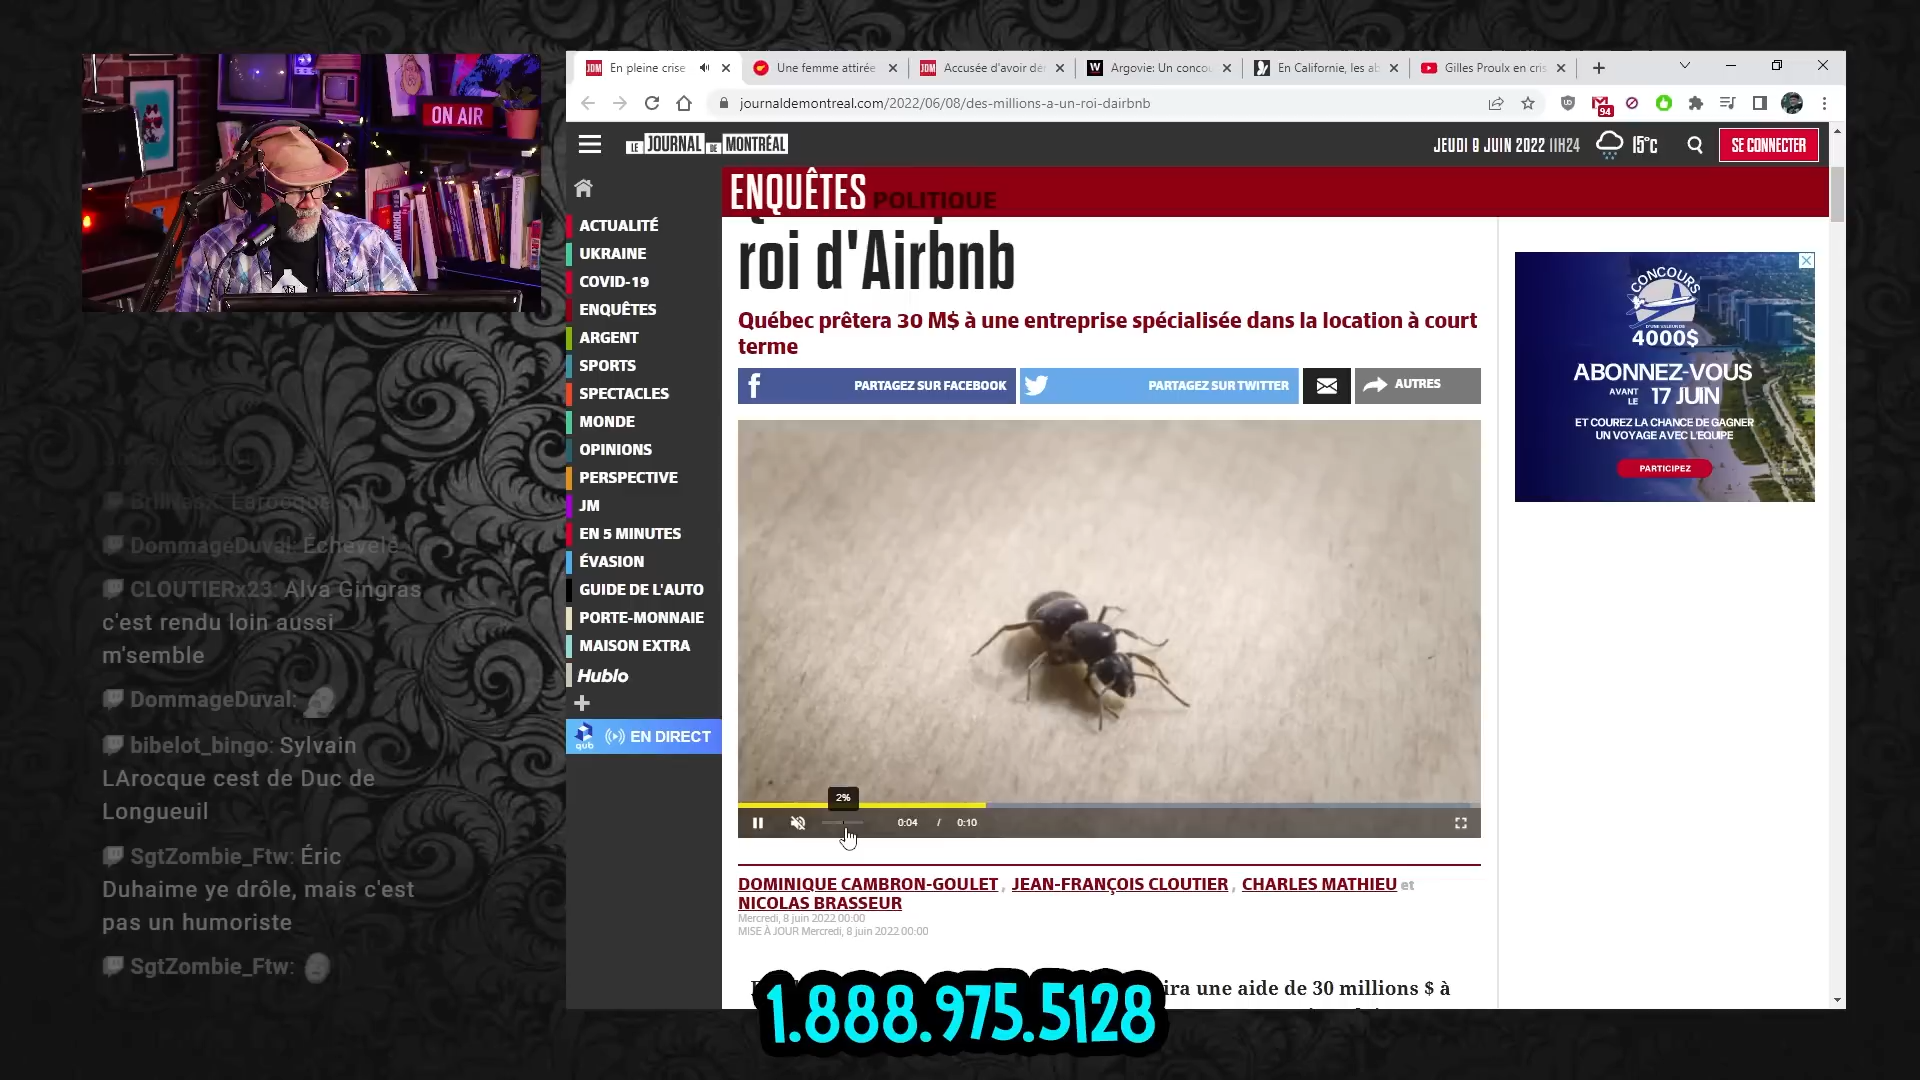 ON AIR
En pleine crise
Une femme attirée
Accusée d'avoir dé
Argovie: Un concou
En Californie, les ab
Gilles Proulx en cris
journaldemontreal.com/2022/06/08/des-millions-a-un-roi-dairbnb
94
LE JOURNAL DE MONTRÉAL
JEUDI 9 JUIN 2022 11H24
15°C
SE CONNECTER
ENQUÊTES POLITIQUE
ACTUALITÉ
UKRAINE
COVID-19
ENQUÊTES
ARGENT
SPORTS
SPECTACLES
MONDE
OPINIONS
PERSPECTIVE
JM
EN 5 MINUTES
ÉVASION
GUIDE DE L'AUTO
PORTE-MONNAIE
MAISON EXTRA
Hublo
qub
EN DIRECT
roi d'Airbnb
Québec prêtera 30 M$ à une entreprise spécialisée dans la location à court
terme
PARTAGEZ SUR FACEBOOK
PARTAGEZ SUR TWITTER
AUTRES
2%
0:04 / 0:10
DOMINIQUE CAMBRON-GOULET, JEAN-FRANÇOIS CLOUTIER, CHARLES MATHIEU et
NICOLAS BRASSEUR
Mercredi, 8 juin 2022 00:00
MISE À JOUR Mercredi, 8 juin 2022 00:00
ira une aide de 30 millions $ à
CONCOURS
D'UNE VALEUR DE
4000$
ABONNEZ-VOUS
AVANT LE 17 JUIN
ET COUREZ LA CHANCE DE GAGNER
UN VOYAGE AVEC L'ÉQUIPE
PARTICIPEZ
DommageDuval: Échevelé
CLOUTIERx23: Alva Gingras
c'est rendu loin aussi
m'semble
DommageDuval:
bibelot_bingo: Sylvain
LArocque cest de Duc de
Longueuil
SgtZombie_Ftw: Éric
Duhaime ye drôle, mais c'est
pas un humoriste
SgtZombie_Ftw:
1.888.975.5128